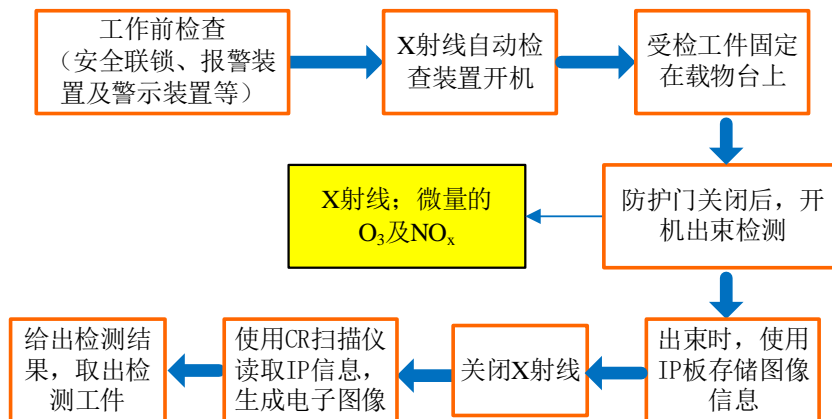 工作前检查
（安全联锁、报警装
置及警示装置等）
X射线自动检
查装置开机
受检工件固定
在载物台上
防护门关闭后，开
机出束检测
X射线；微量的
O₃及NOₓ
出束时，使用
IP板存储图像
信息
关闭X射线
使用CR扫描仪
读取IP信息，
生成电子图像
给出检测结
果，取出检
测工件